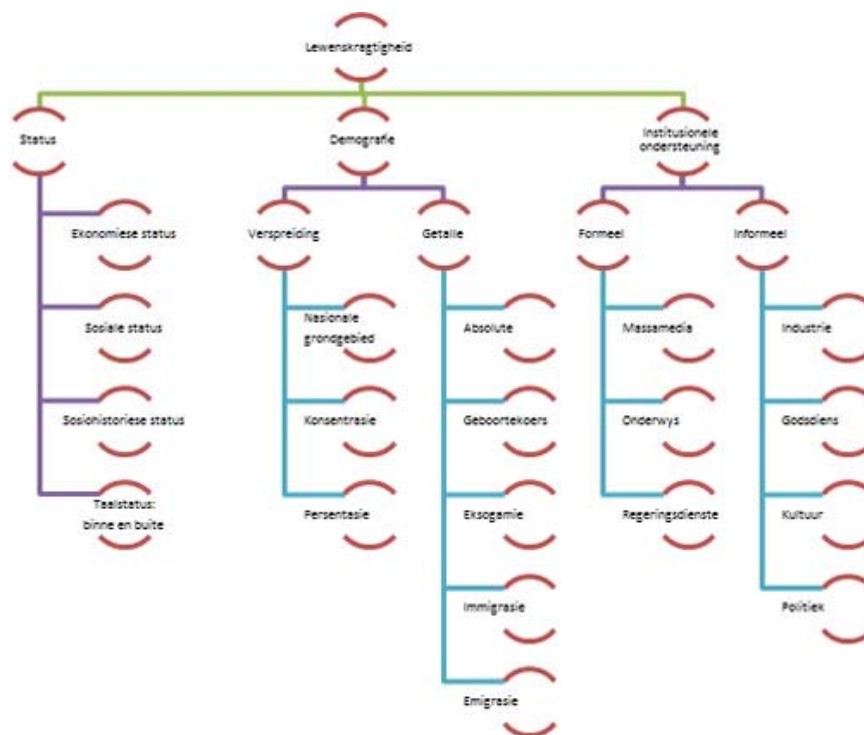 Lewenskragtigheid
Status
Demografie
Institusionele
ondersteuning
Ekonomiese status
Sosiale status
Sosiohistoriese status
Taalstatus:
binne en buite
Verspreiding
Nasionale
grondgebied
Konsentrasie
Persentasie
Getalle
Absolute
Geboortekoers
Eksogamie
Immigrasie
Emigrasie
Formeel
Massamedia
Onderwys
Regeringsdienste
Informeel
Industrie
Godsdiens
Kultuur
Politiek